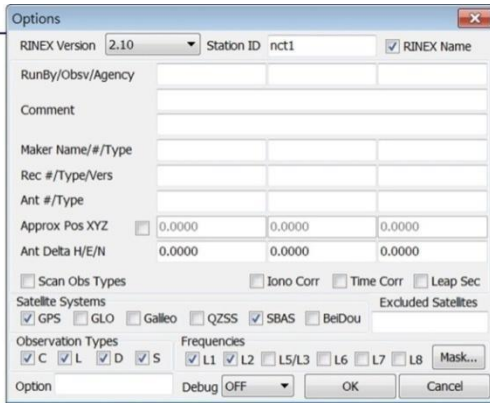 Options
RINEX Version 2.10 Station ID nct1 RINEX Name
RunBy/Obsv/Agency
Comment
Maker Name/#/Type
Rec #/Type/Vers
Ant #/Type
Approx Pos XYZ 0.0000 0.0000 0.0000
Ant Delta H/E/N 0.0000 0.0000 0.0000
Scan Obs Types Iono Corr Time Corr Leap Sec
Satellite Systems Excluded Satellites
GPS GLO Galileo QZSS SBAS BeiDou
Observation Types Frequencies
C L D S L1 L2 L5/L3 L6 L7 L8 Mask...
Option Debug OFF OK Cancel